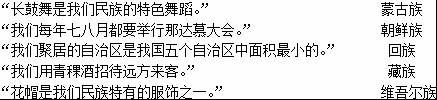 “长鼓舞是我们民族的特色舞蹈。” 蒙古族
“我们每年七八月都要举行那达慕大会。” 朝鲜族
“我们聚居的自治区是我国五个自治区中面积最小的。” 回族
“我们用青稞酒招待远方来客。” 藏族
“花帽是我们民族特有的服饰之一。” 维吾尔族